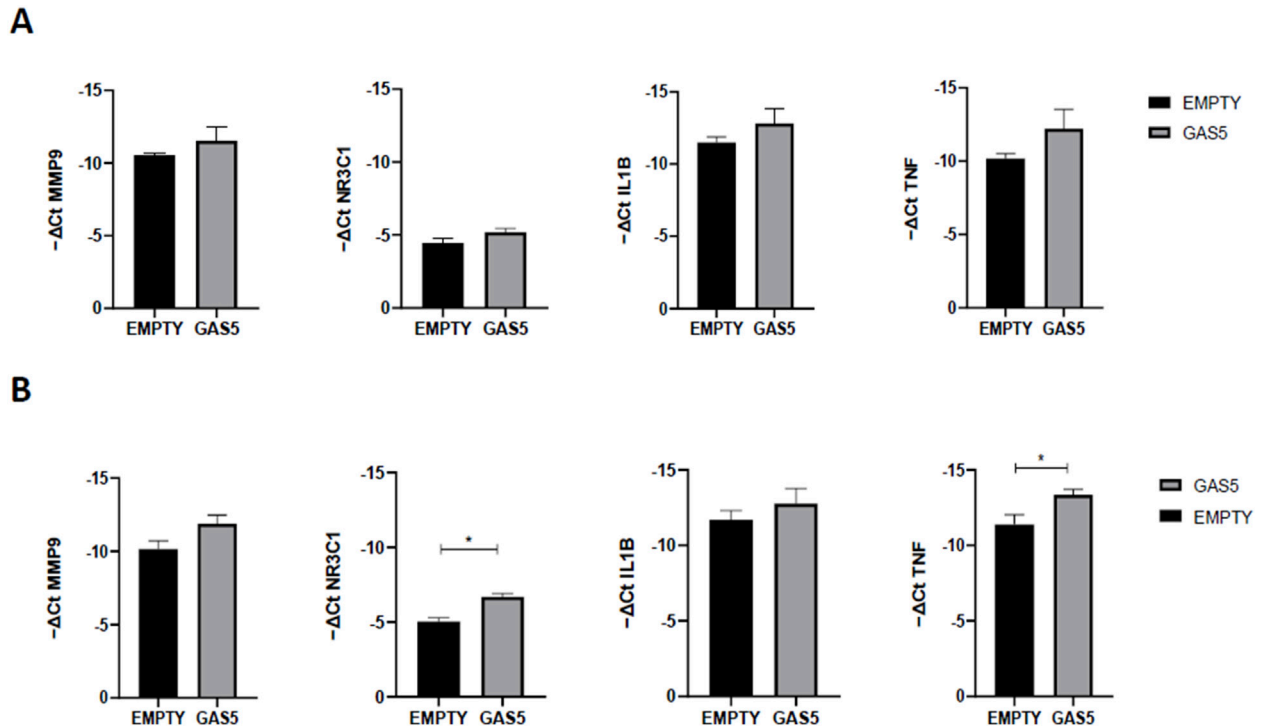 A
-15
-10
-5
0
−ΔCt MMP9
EMPTY GAS5
-15
-10
-5
0
−ΔCt NR3C1
EMPTY GAS5
-15
-10
-5
0
−ΔCt IL1B
EMPTY GAS5
-15
-10
-5
0
−ΔCt TNF
EMPTY GAS5
EMPTY
GAS5
B
-15
-10
-5
0
−ΔCt MMP9
EMPTY GAS5
-15
-10
-5
0
−ΔCt NR3C1
*
EMPTY GAS5
-15
-10
-5
0
−ΔCt IL1B
EMPTY GAS5
-15
-10
-5
0
−ΔCt TNF
*
EMPTY GAS5
GAS5
EMPTY